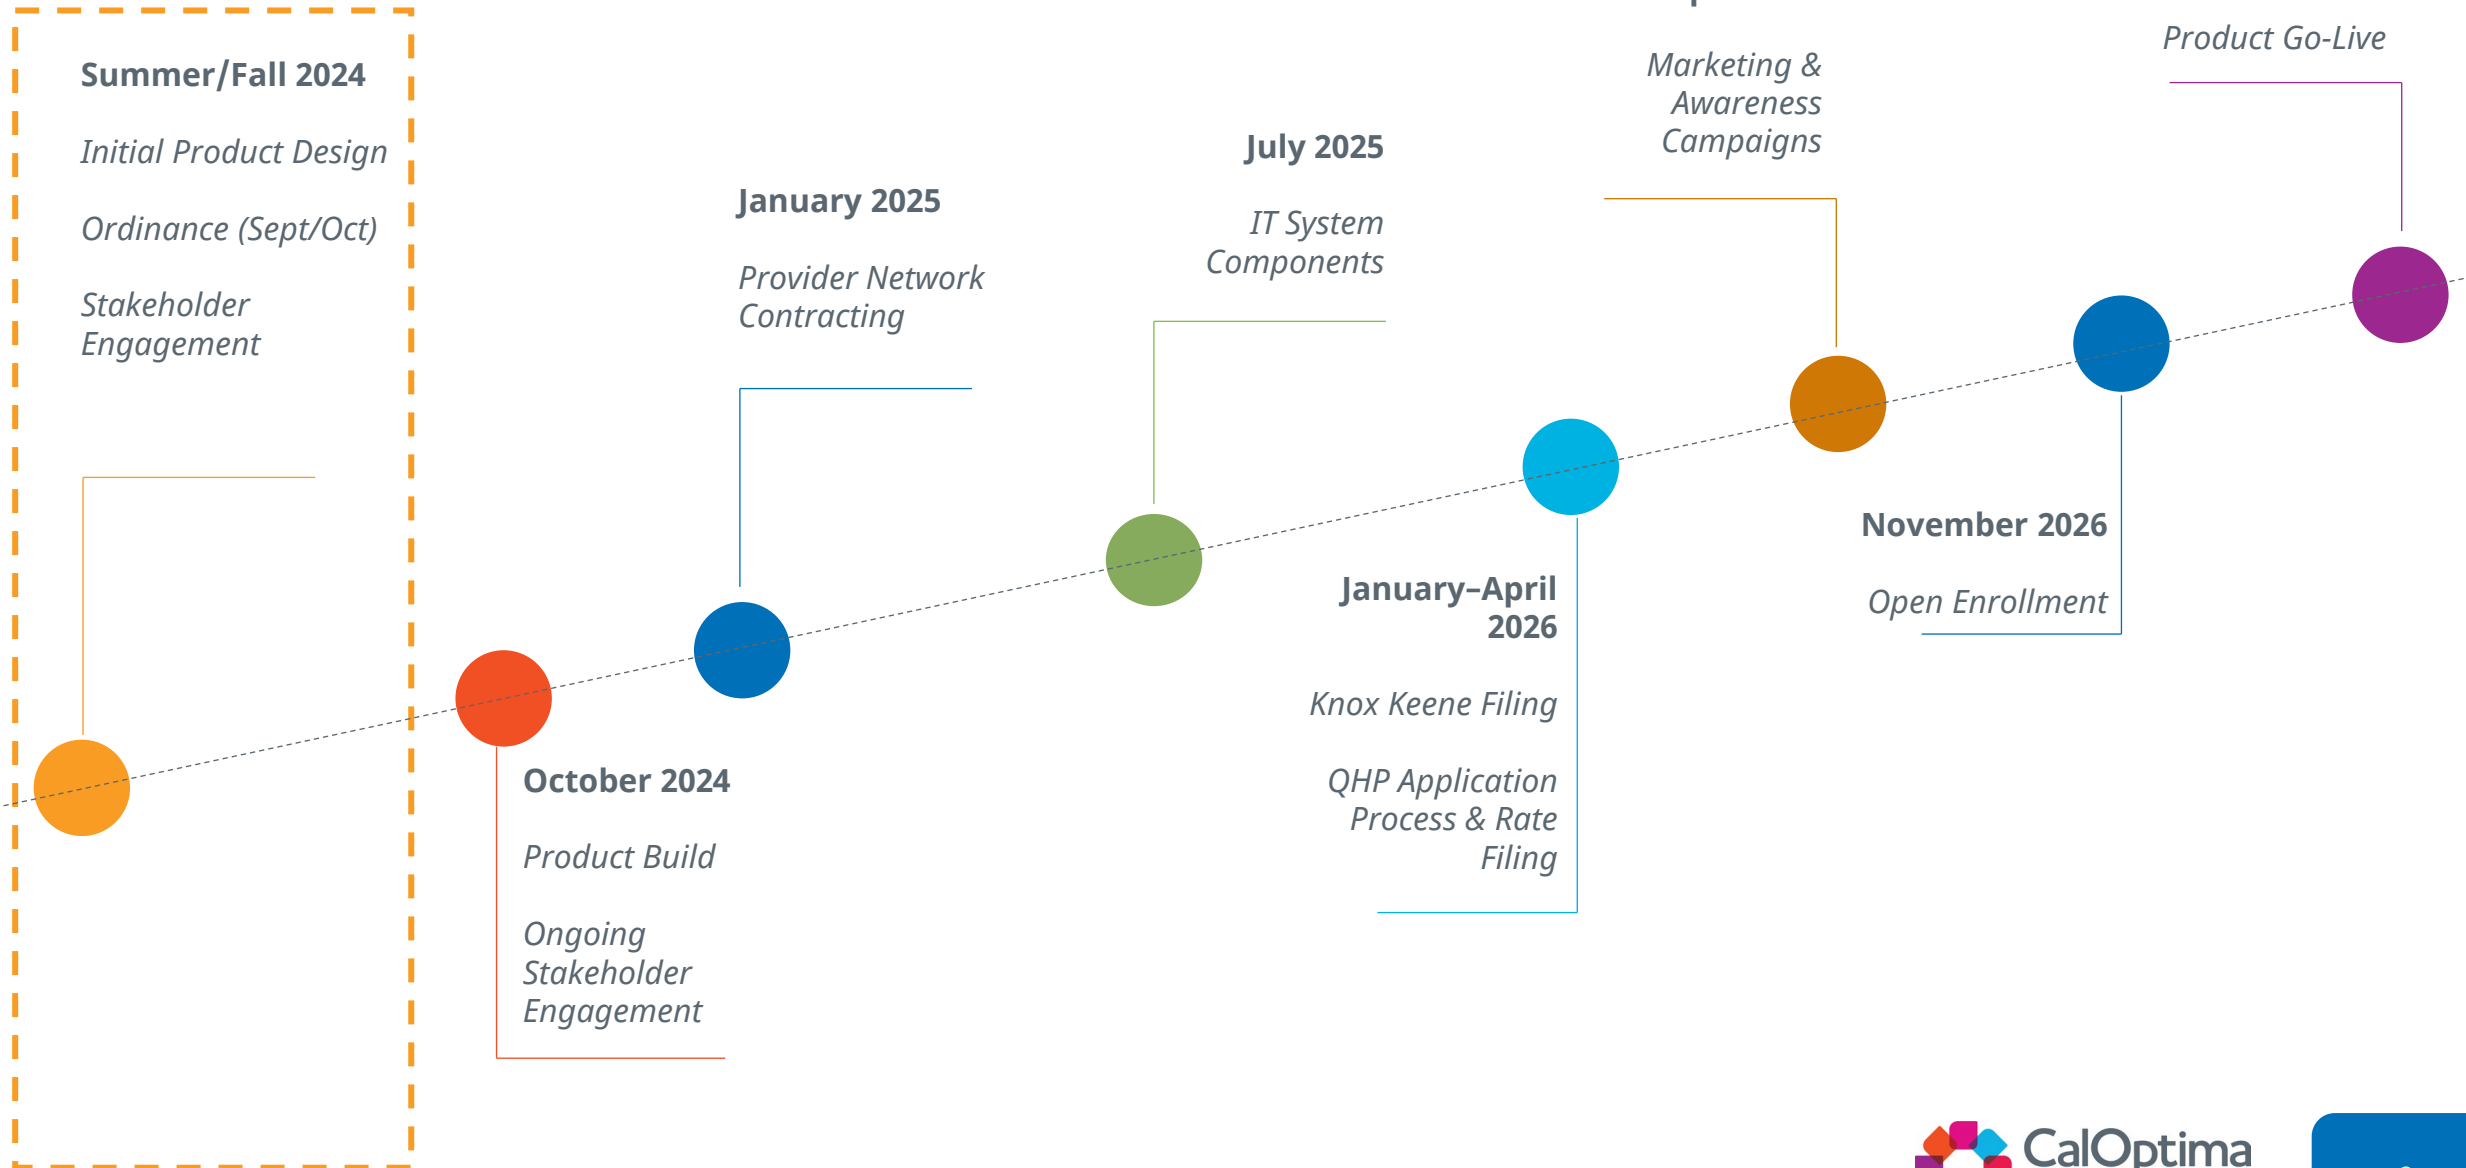 Summer/Fall 2024
Initial Product Design
Ordinance (Sept/Oct)
Stakeholder
Engagement
October 2024
Product Build
Ongoing
Stakeholder
Engagement
January 2025
Provider Network
Contracting
July 2025
IT System
Components
January–April
2026
Knox Keene Filing
QHP Application
Process & Rate
Filing
Marketing &
Awareness
Campaigns
November 2026
Open Enrollment
Product Go-Live
CalOptima